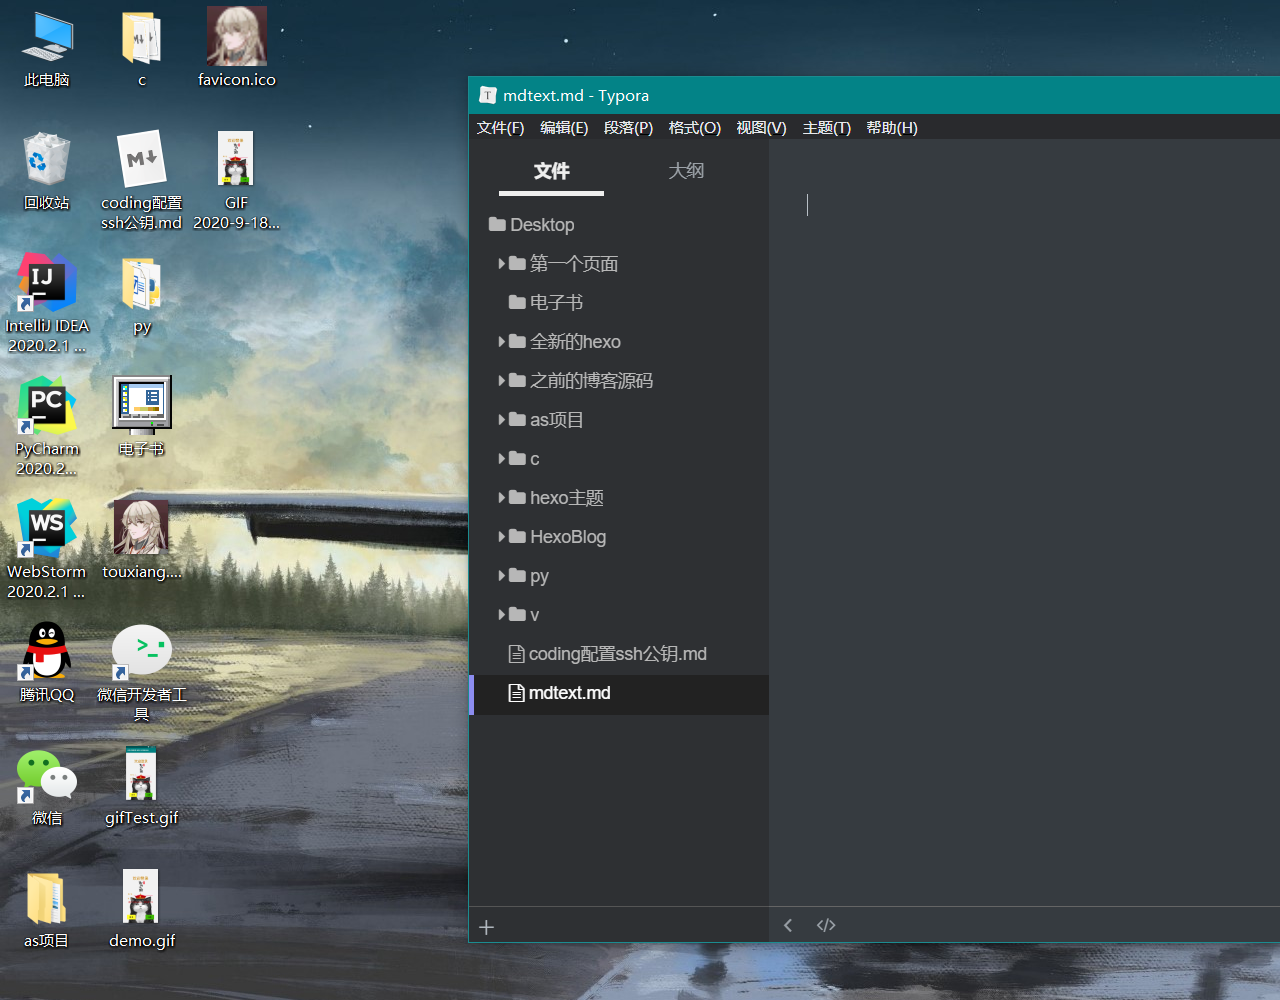 此电脑
c
favicon.ico
回收站
coding配置
ssh公钥.md
GIF
2020-9-18...
IntelliJ IDEA
2020.2.1 ...
py
PyCharm
2020.2...
电子书
WebStorm
2020.2.1 ...
touxiang....
腾讯QQ
微信开发者工
具
微信
gifTest.gif
as项目
demo.gif
mdtext.md - Typora
文件(F) 编辑(E) 段落(P) 格式(O) 视图(V) 主题(T) 帮助(H)
文件 大纲
Desktop
第一个页面
电子书
全新的hexo
之前的博客源码
as项目
c
hexo主题
HexoBlog
py
v
coding配置ssh公钥.md
mdtext.md